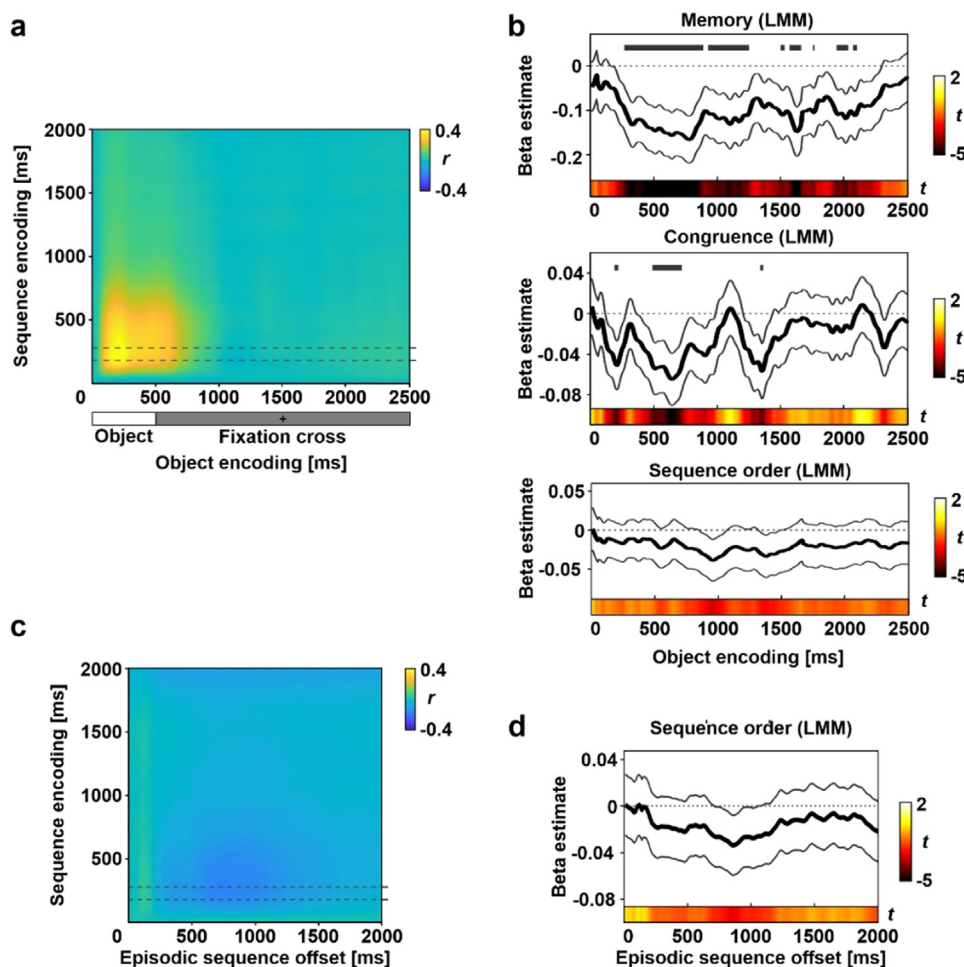 a
2000
1500
1000
500
Sequence encoding [ms]
0.4
r
-0.4
0 500 1000 1500 2000 2500
+
Object Fixation cross
Object encoding [ms]
b
Memory (LMM)
0
-0.1
-0.2
Beta estimate
2
t
-5
t
0 500 1000 1500 2000 2500
Congruence (LMM)
0.04
0
-0.04
-0.08
Beta estimate
2
t
-5
t
0 500 1000 1500 2000 2500
Sequence order (LMM)
0.05
0
-0.05
Beta estimate
2
t
-5
t
0 500 1000 1500 2000 2500
Object encoding [ms]
c
2000
1500
1000
500
Sequence encoding [ms]
0.4
r
-0.4
0 500 1000 1500 2000
Episodic sequence offset [ms]
d
Sequence order (LMM)
0.04
0
-0.04
-0.08
Beta estimate
2
t
-5
t
0 500 1000 1500 2000
Episodic sequence offset [ms]